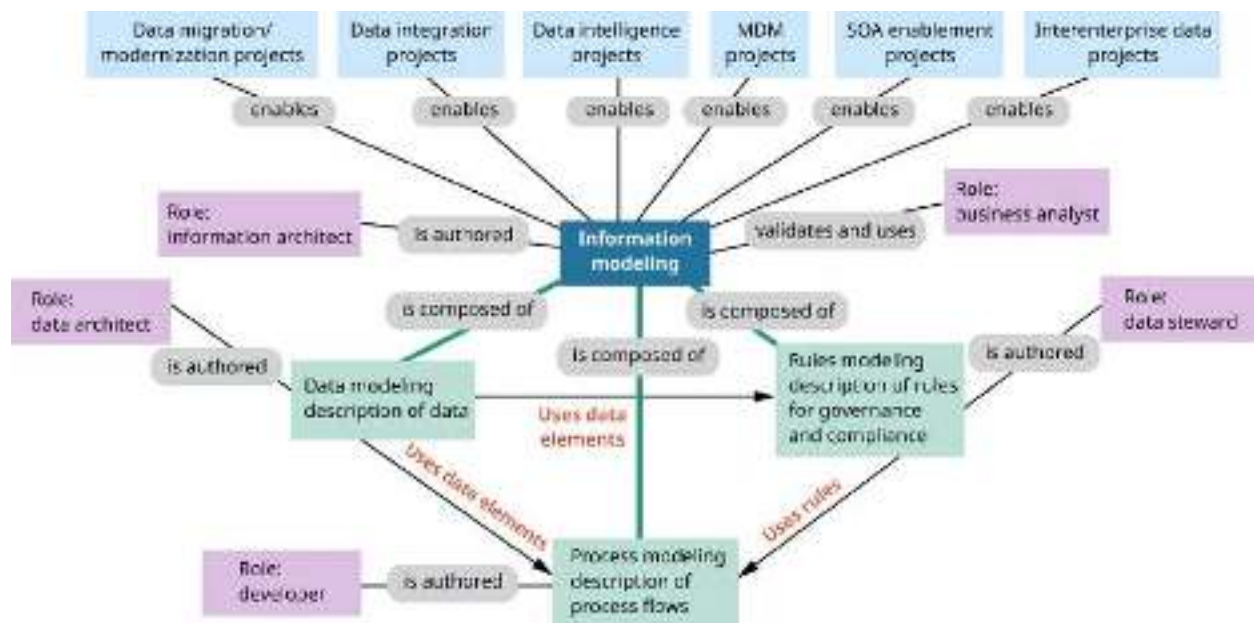 Data migration/
modernization projects
Data integration
projects
Data intelligence
projects
MDM
projects
SOA enablement
projects
Interenterprise data
projects
enables
enables
enables
enables
enables
enables
Role:
information architect
is authored
Information
modeling
validates and uses
Role:
business analyst
Role:
data architect
is authored
is composed of
is composed of
is composed of
Role:
data steward
is authored
Data modeling
description of data
Uses data
elements
Rules modeling
description of rules
for governance
and compliance
Uses data elements
Uses rules
Role:
developer
is authored
Process modeling
description of
process flows